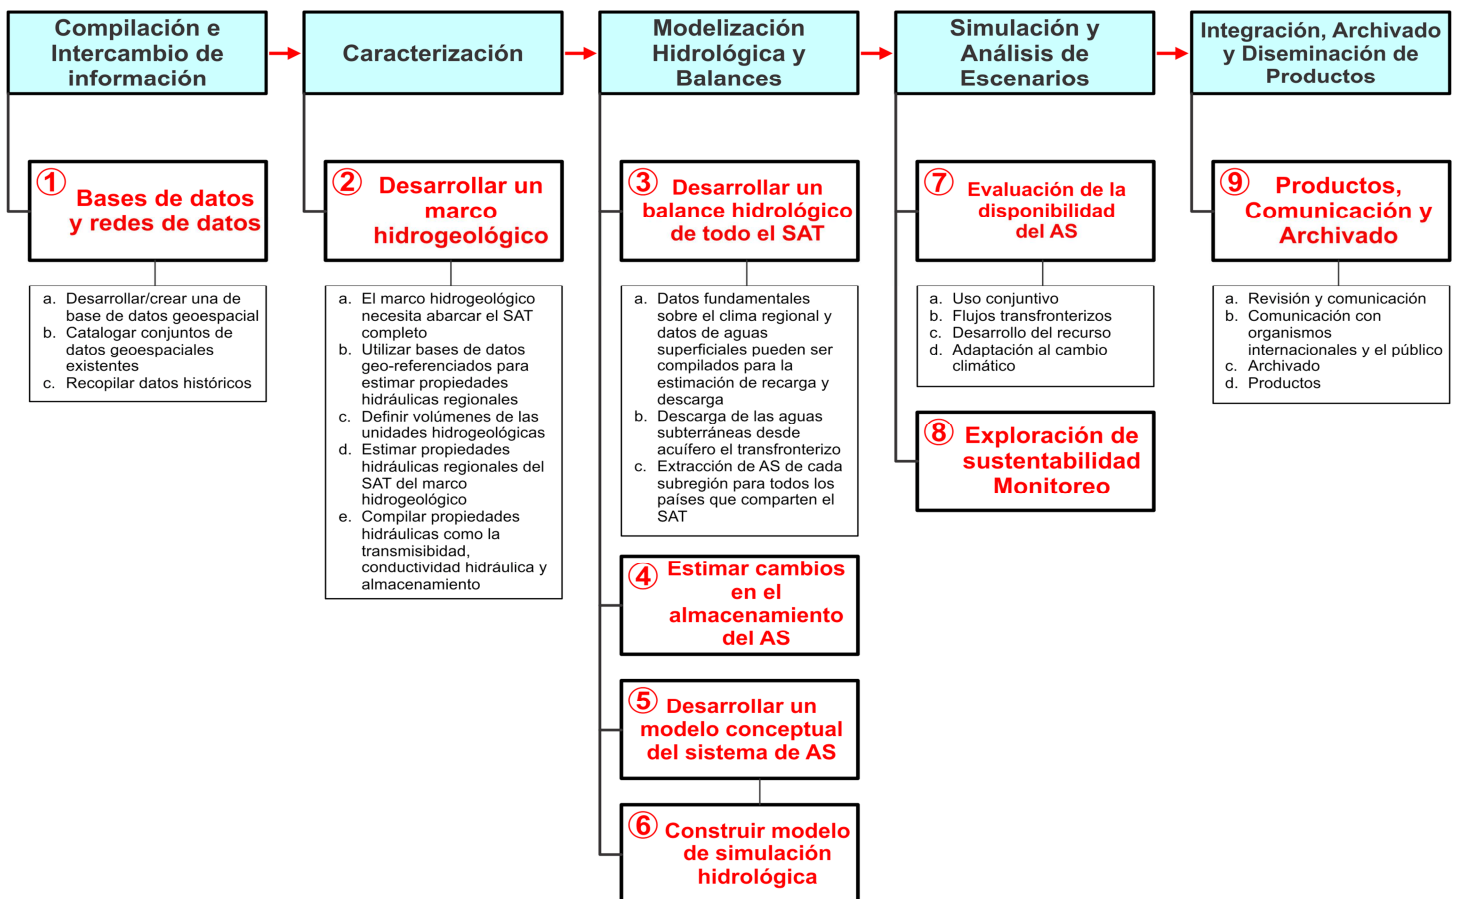 Compilación e
Intercambio de
información
Caracterización
Modelización
Hidrológica y
Balances
Simulación y
Análisis de
Escenarios
Integración, Archivado
y Diseminación de
Productos
1
Bases de datos
y redes de datos
a. Desarrollar/crear una de
base de datos geoespacial
b. Catalogar conjuntos de
datos geoespaciales
existentes
c. Recopilar datos históricos
2
Desarrollar un
marco
hidrogeológico
a. El marco hidrogeológico
necesita abarcar el SAT
completo
b. Utilizar bases de datos
geo-referenciados para
estimar propiedades
hidráulicas regionales
c. Definir volúmenes de las
unidades hidrogeológicas
d. Estimar propiedades
hidráulicas regionales del
SAT del marco
hidrogeológico
e. Compilar propiedades
hidráulicas como la
transmisibidad,
conductividad hidráulica y
almacenamiento
3
Desarrollar un
balance hidrológico
de todo el SAT
a. Datos fundamentales
sobre el clima regional y
datos de aguas
superficiales pueden ser
compilados para la
estimación de recarga y
descarga
b. Descarga de las aguas
subterráneas desde
acuífero el transfronterizo
c. Extracción de AS de cada
subregión para todos los
países que comparten el
SAT
4
Estimar cambios
en el
almacenamiento
del AS
5
Desarrollar un
modelo conceptual
del sistema de AS
6
Construir modelo
de simulación
hidrológica
7
Evaluación de la
disponibilidad
del AS
a. Uso conjuntivo
b. Flujos transfronterizos
c. Desarrollo del recurso
d. Adaptación al cambio
climático
8
Exploración de
sustentabilidad
Monitoreo
9
Productos,
Comunicación y
Archivado
a. Revisión y comunicación
b. Comunicación con
organismos
internacionales y el público
c. Archivado
d. Productos